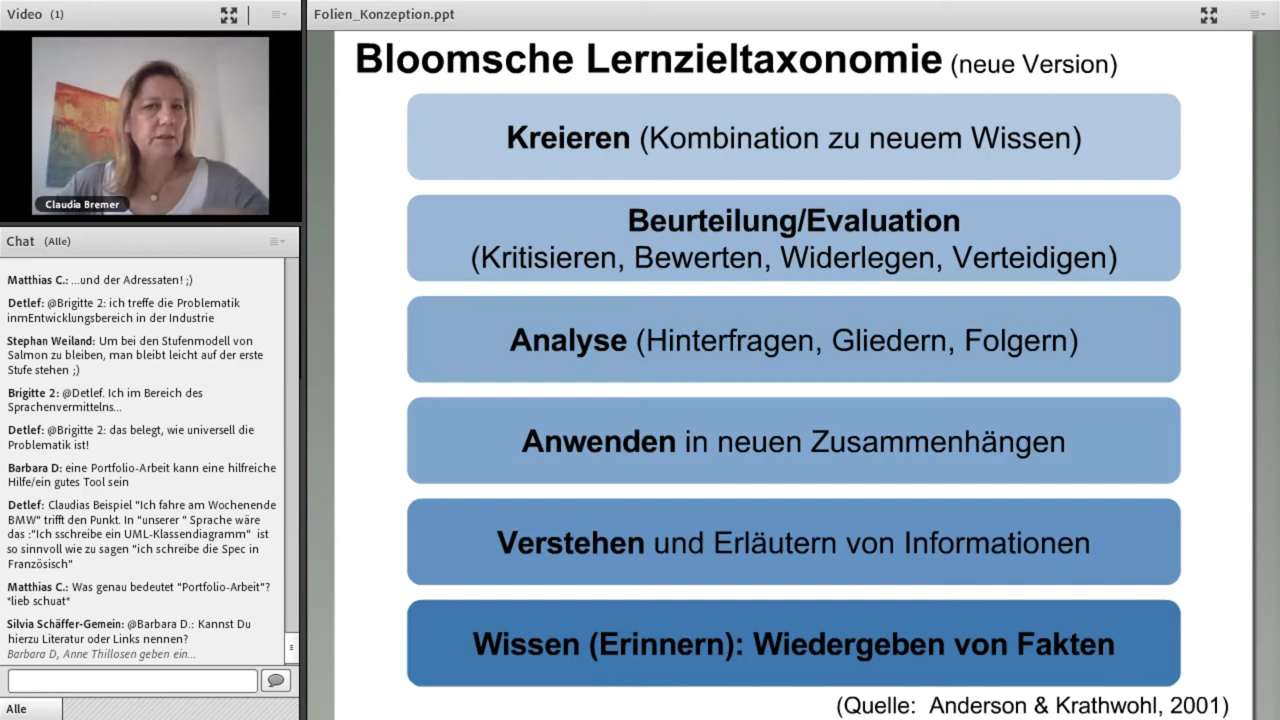 Video (1)
Claudia Bremer
Chat (Alle)
Matthias C.: ...und der Adressaten! ;)
Detlef: @Brigitte 2: ich treffe die Problematik
inmEntwicklungsbereich in der Industrie
Stephan Weiland: Um bei den Stufenmodell von
Salmon zu bleiben, man bleibt leicht auf der erste
Stufe stehen ;)
Brigitte 2: @Detlef. Ich im Bereich des
Sprachenvermittelns...
Detlef: @Brigitte 2: das belegt, wie universell die
Problematik ist!
Barbara D: eine Portfolio-Arbeit kann eine hilfreiche
Hilfe/ein gutes Tool sein
Detlef: Claudias Beispiel "Ich fahre am Wochenende
BMW" trifft den Punkt. In "unserer " Sprache wäre
das :"Ich sschreibe ein UML-Klassendiagramm" ist
so sinnvoll wie zu sagen "ich schreibe die Spec in
Französisch"
Matthias C.: Was genau bedeutet "Portfolio-Arbeit"?
*lieb schuat*
Silvia Schäffer-Gemein: @Barbara D.: Kannst Du
hierzu Literatur oder Links nennen?
Barbara D, Anne Thillosen geben ein...
Alle
Folien_Konzeption.ppt
Bloomsche Lernzieltaxonomie (neue Version)
Kreieren (Kombination zu neuem Wissen)
Beurteilung/Evaluation
(Kritisieren, Bewerten, Widerlegen, Verteidigen)
Analyse (Hinterfragen, Gliedern, Folgern)
Anwenden in neuen Zusammenhängen
Verstehen und Erläutern von Informationen
Wissen (Erinnern): Wiedergeben von Fakten
(Quelle: Anderson & Krathwohl, 2001)